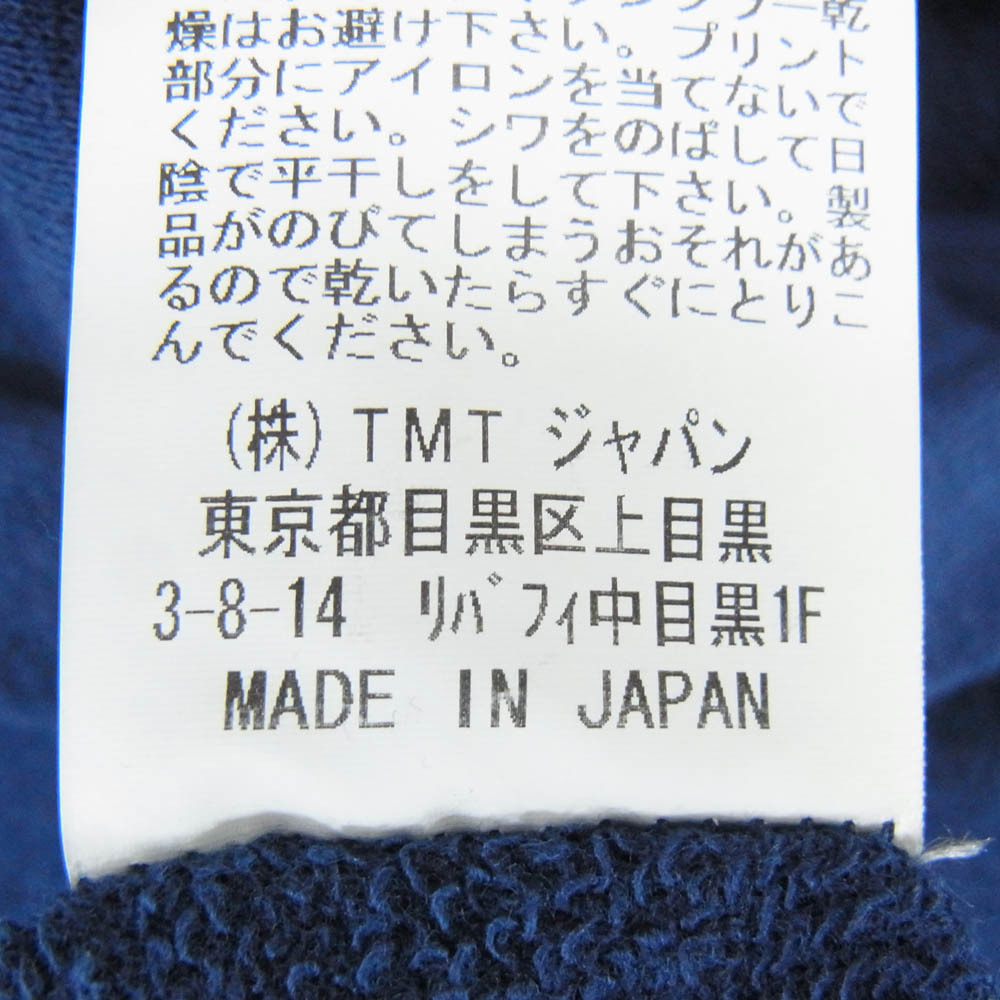 燥はお避け下さい。プリント
部分にアイロンを当てないで
ください。シワをのばして日
陰で平干しをして下さい。製
品がのびてしまうおそれがあ
るので乾いたらすぐにとりこ
んでください。
(株)TMT ジャパン
東京都目黒区上目黒
3-8-14 リバフィ中目黒1F
MADE IN JAPAN